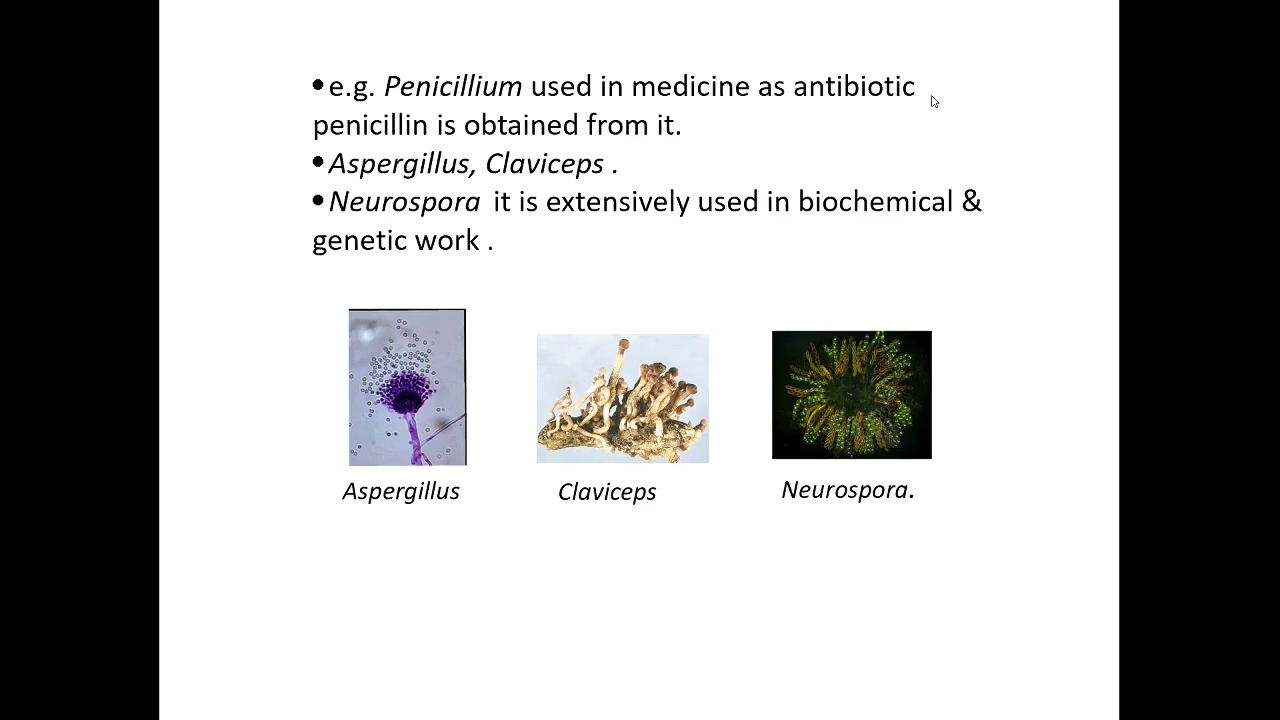 •e.g. Penicillium used in medicine as antibiotic
penicillin is obtained from it.
•Aspergillus, Claviceps .
•Neurospora it is extensively used in biochemical &
genetic work .
Aspergillus
Claviceps
Neurospora.